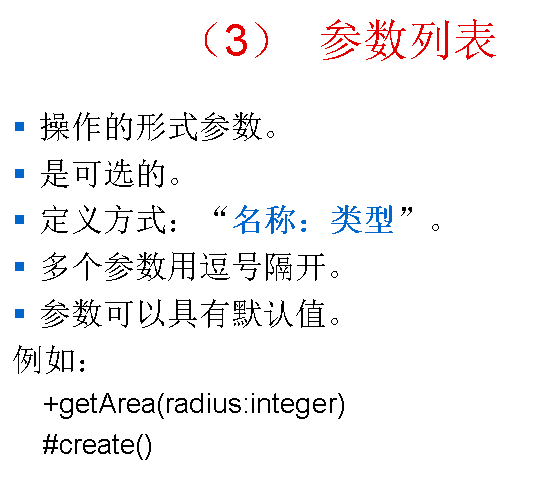 （3） 参数列表
▪ 操作的形式参数。
▪ 是可选的。
▪ 定义方式：“名称：类型”。
▪ 多个参数用逗号隔开。
▪ 参数可以具有默认值。
例如：
+getArea(radius:integer)
#create()